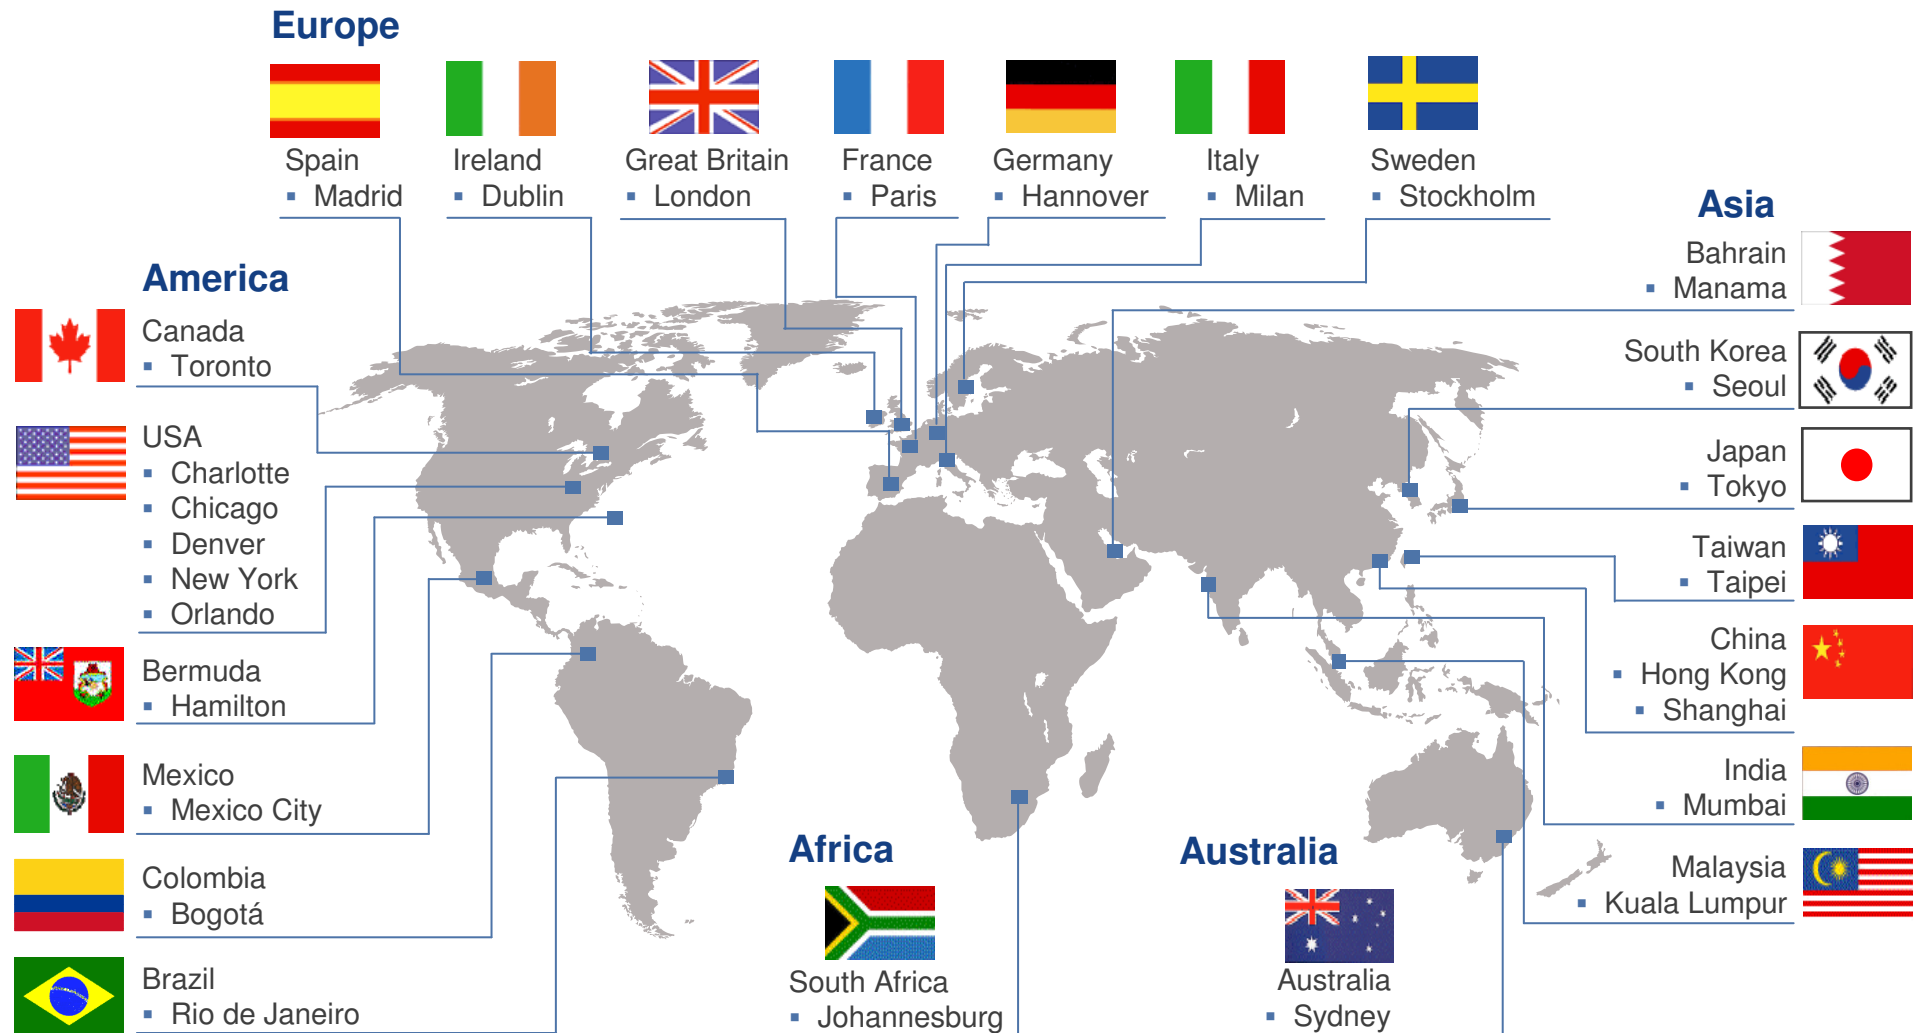 Europe
Spain
▪ Madrid
Ireland
▪ Dublin
Great Britain
▪ London
France
▪ Paris
Germany
▪ Hannover
Italy
▪ Milan
Sweden
▪ Stockholm
America
Canada
▪ Toronto
USA
▪ Charlotte
▪ Chicago
▪ Denver
▪ New York
▪ Orlando
Bermuda
▪ Hamilton
Mexico
▪ Mexico City
Colombia
▪ Bogotá
Brazil
▪ Rio de Janeiro
Africa
South Africa
▪ Johannesburg
Australia
Australia
▪ Sydney
Asia
Bahrain
▪ Manama
South Korea
▪ Seoul
Japan
▪ Tokyo
Taiwan
▪ Taipei
China
▪ Hong Kong
▪ Shanghai
India
▪ Mumbai
Malaysia
▪ Kuala Lumpur